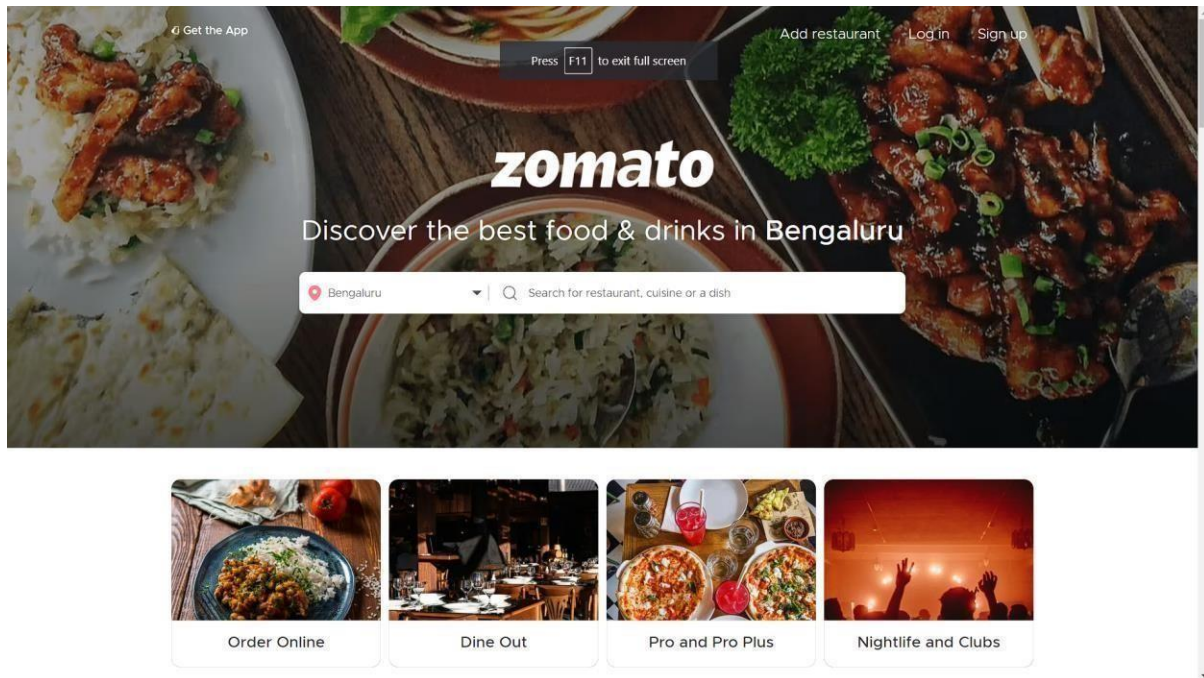 Get the App
Add restaurant Log in Sign up
Press F11 to exit full screen
zomato
Discover the best food & drinks in Bengaluru
Bengaluru
Search for restaurant, cuisine or a dish
Order Online
Dine Out
Pro and Pro Plus
Nightlife and Clubs